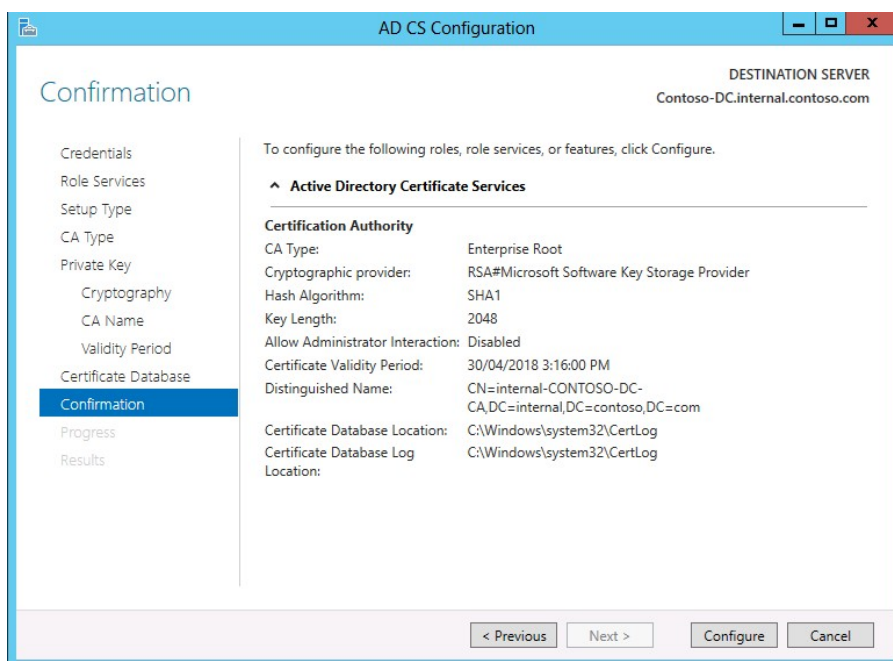 AD CS Configuration
Confirmation
DESTINATION SERVER
Contoso-DC.internal.contoso.com
Credentials
Role Services
Setup Type
CA Type
Private Key
Cryptography
CA Name
Validity Period
Certificate Database
Confirmation
Progress
Results
To configure the following roles, role services, or features, click Configure.
Active Directory Certificate Services
Certification Authority
CA Type: Enterprise Root
Cryptographic provider: RSA#Microsoft Software Key Storage Provider
Hash Algorithm: SHA1
Key Length: 2048
Allow Administrator Interaction: Disabled
Certificate Validity Period: 30/04/2018 3:16:00 PM
Distinguished Name: CN=internal-CONTOSO-DC-
CA,DC=internal,DC=contoso,DC=com
Certificate Database Location: C:\Windows\system32\CertLog
Certificate Database Log C:\Windows\system32\CertLog
Location:
< Previous Next > Configure Cancel